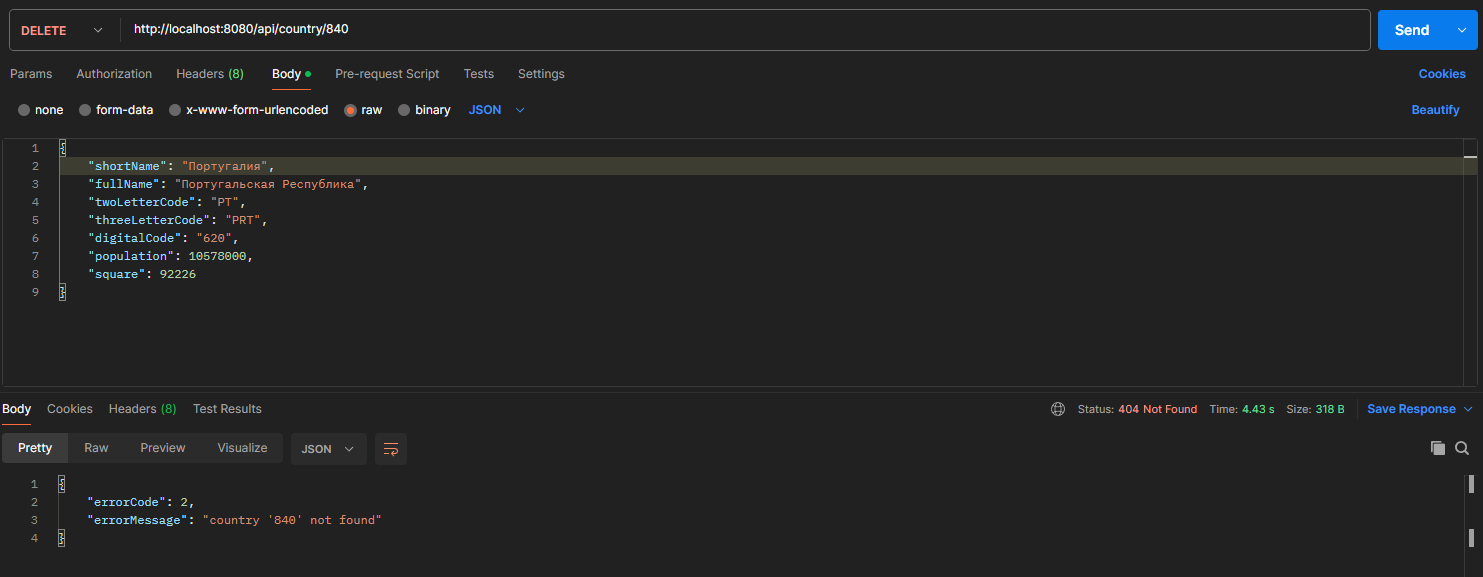 DELETE http://localhost:8080/api/country/840 Send
Params Authorization Headers (8) Body Pre-request Script Tests Settings Cookies
none form-data x-www-form-urlencoded raw binary JSON Beautify
1 {
2 "shortName": "Португалия",
3 "fullName": "Португальская Республика",
4 "twoLetterCode": "PT",
5 "threeLetterCode": "PRT",
6 "digitalCode": "620",
7 "population": 10578000,
8 "square": 92226
9 }
Body Cookies Headers (8) Test Results Status: 404 Not Found Time: 4.43 s Size: 318 B Save Response
Pretty Raw Preview Visualize JSON
1 {
2 "errorCode": 2,
3 "errorMessage": "country '840' not found"
4 }